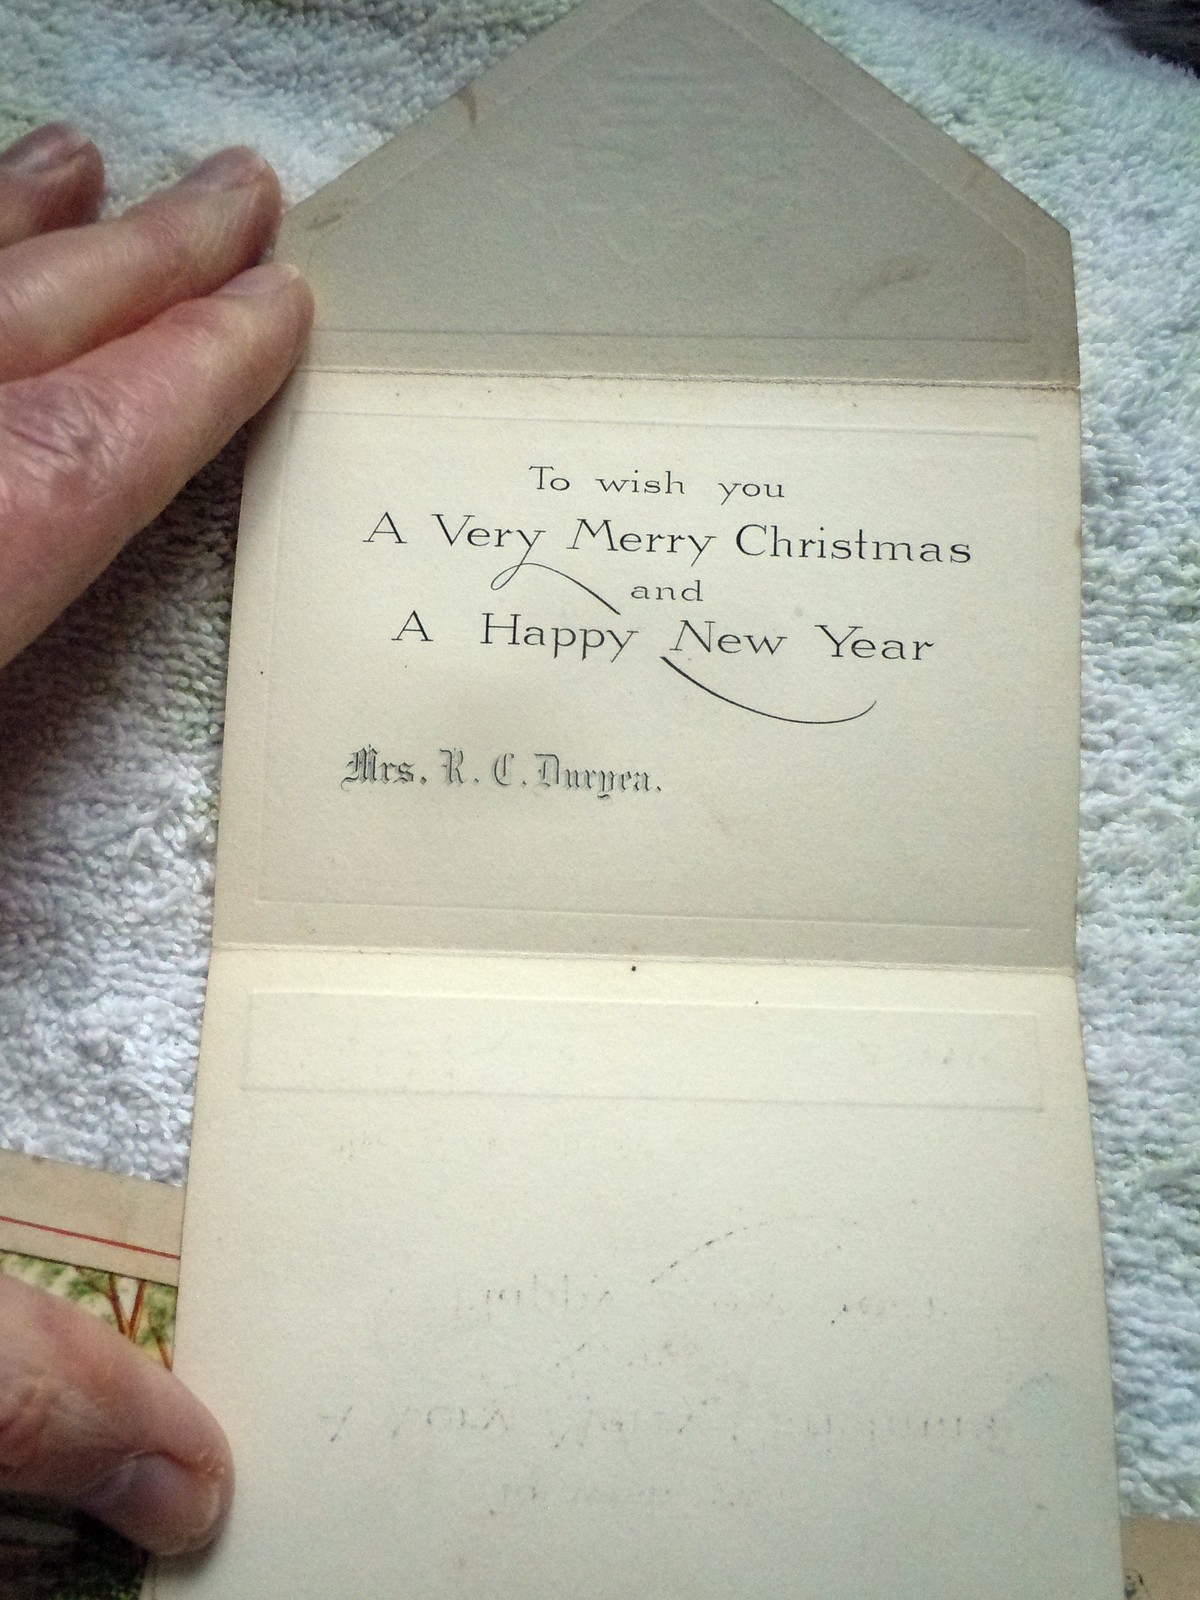 To wish you
A Very Merry Christmas
and
A Happy New Year
Mrs. R. C. Duryea.